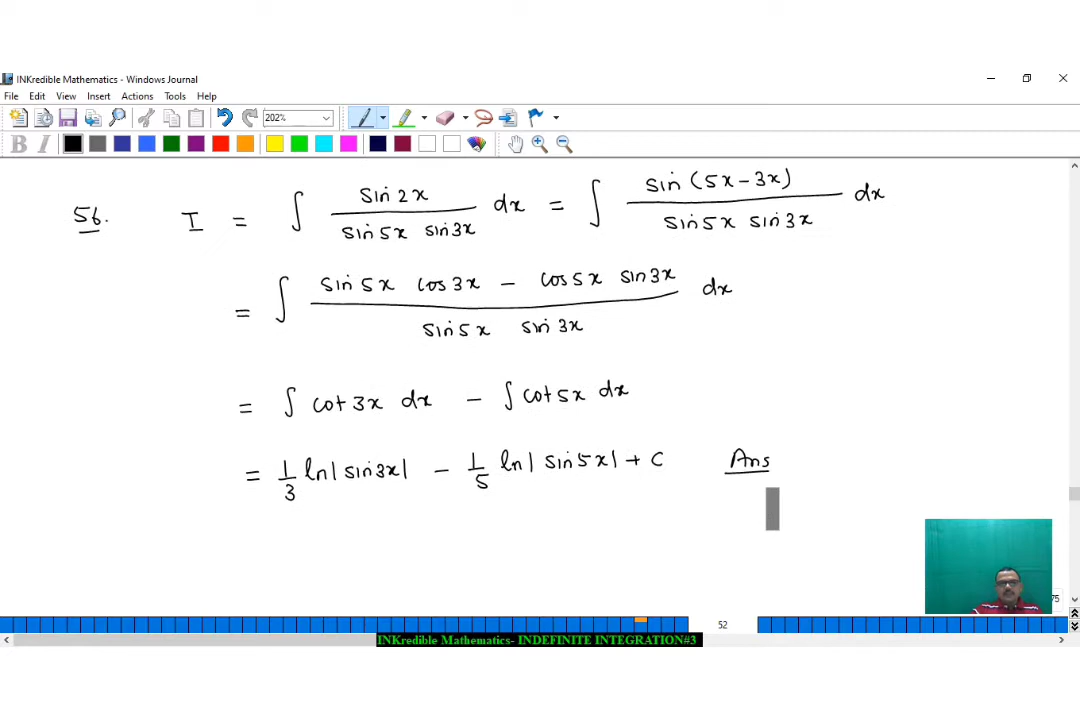 INKredible Mathematics - Windows Journal
File Edit View Insert Actions Tools Help
202%
B I
56. I = ∫ sin 2x / (sin 5x sin 3x) dx = ∫ sin (5x - 3x) / (sin 5x sin 3x) dx
= ∫ (sin 5x cos 3x - cos 5x sin 3x) / (sin 5x sin 3x) dx
= ∫ cot 3x dx - ∫ cot 5x dx
= 1/3 ln | sin 3x | - 1/5 ln | sin 5x | + C Ans
75
52
INKredible Mathematics- INDEFINITE INTEGRATION#3